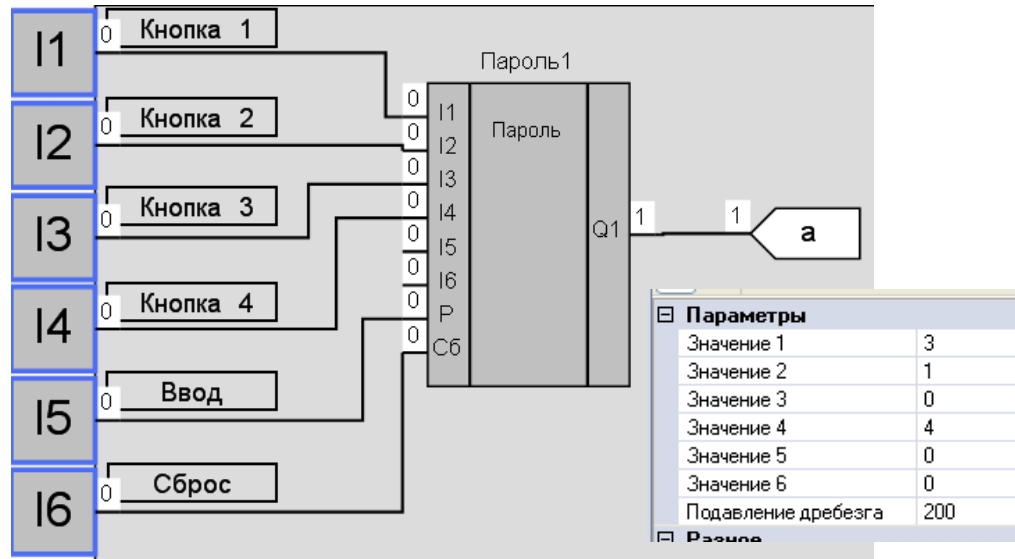 I1
0
Кнопка 1
I2
0
Кнопка 2
I3
0
Кнопка 3
I4
0
Кнопка 4
I5
0
Ввод
I6
0
Сброс
Пароль1
Пароль
0 I1
0 I2
0 I3
0 I4
0 I5
0 I6
0 P
0 Сб
Q1
1
1
a
Параметры
Значение 1 3
Значение 2 1
Значение 3 0
Значение 4 4
Значение 5 0
Значение 6 0
Подавление дребезга 200
Разное